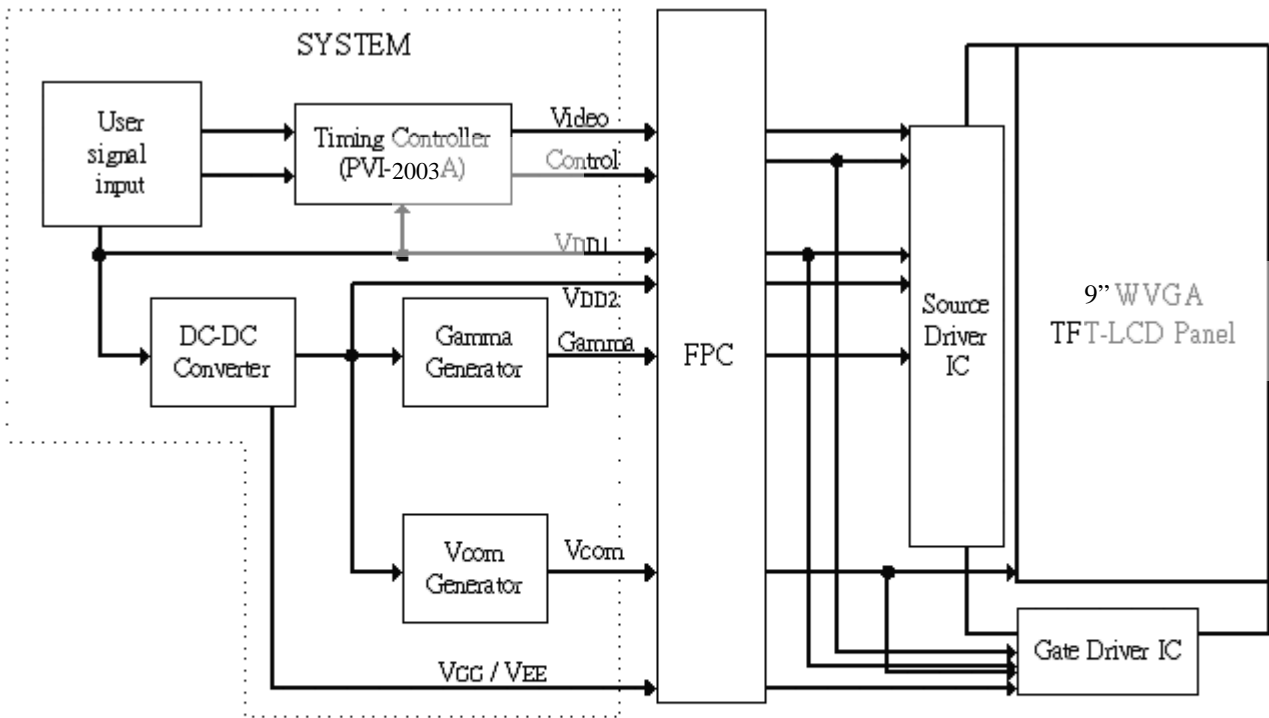 SYSTEM
User
signal
input
Timing Controller
(PVI-2003A)
Video
Control
VDD1
VDD2
DC-DC
Converter
Gamma
Generator
Gamma
FPC
Source
Driver
IC
9” WVGA
TFT-LCD Panel
Vcom
Generator
Vcom
Gate Driver IC
VGG / VEE